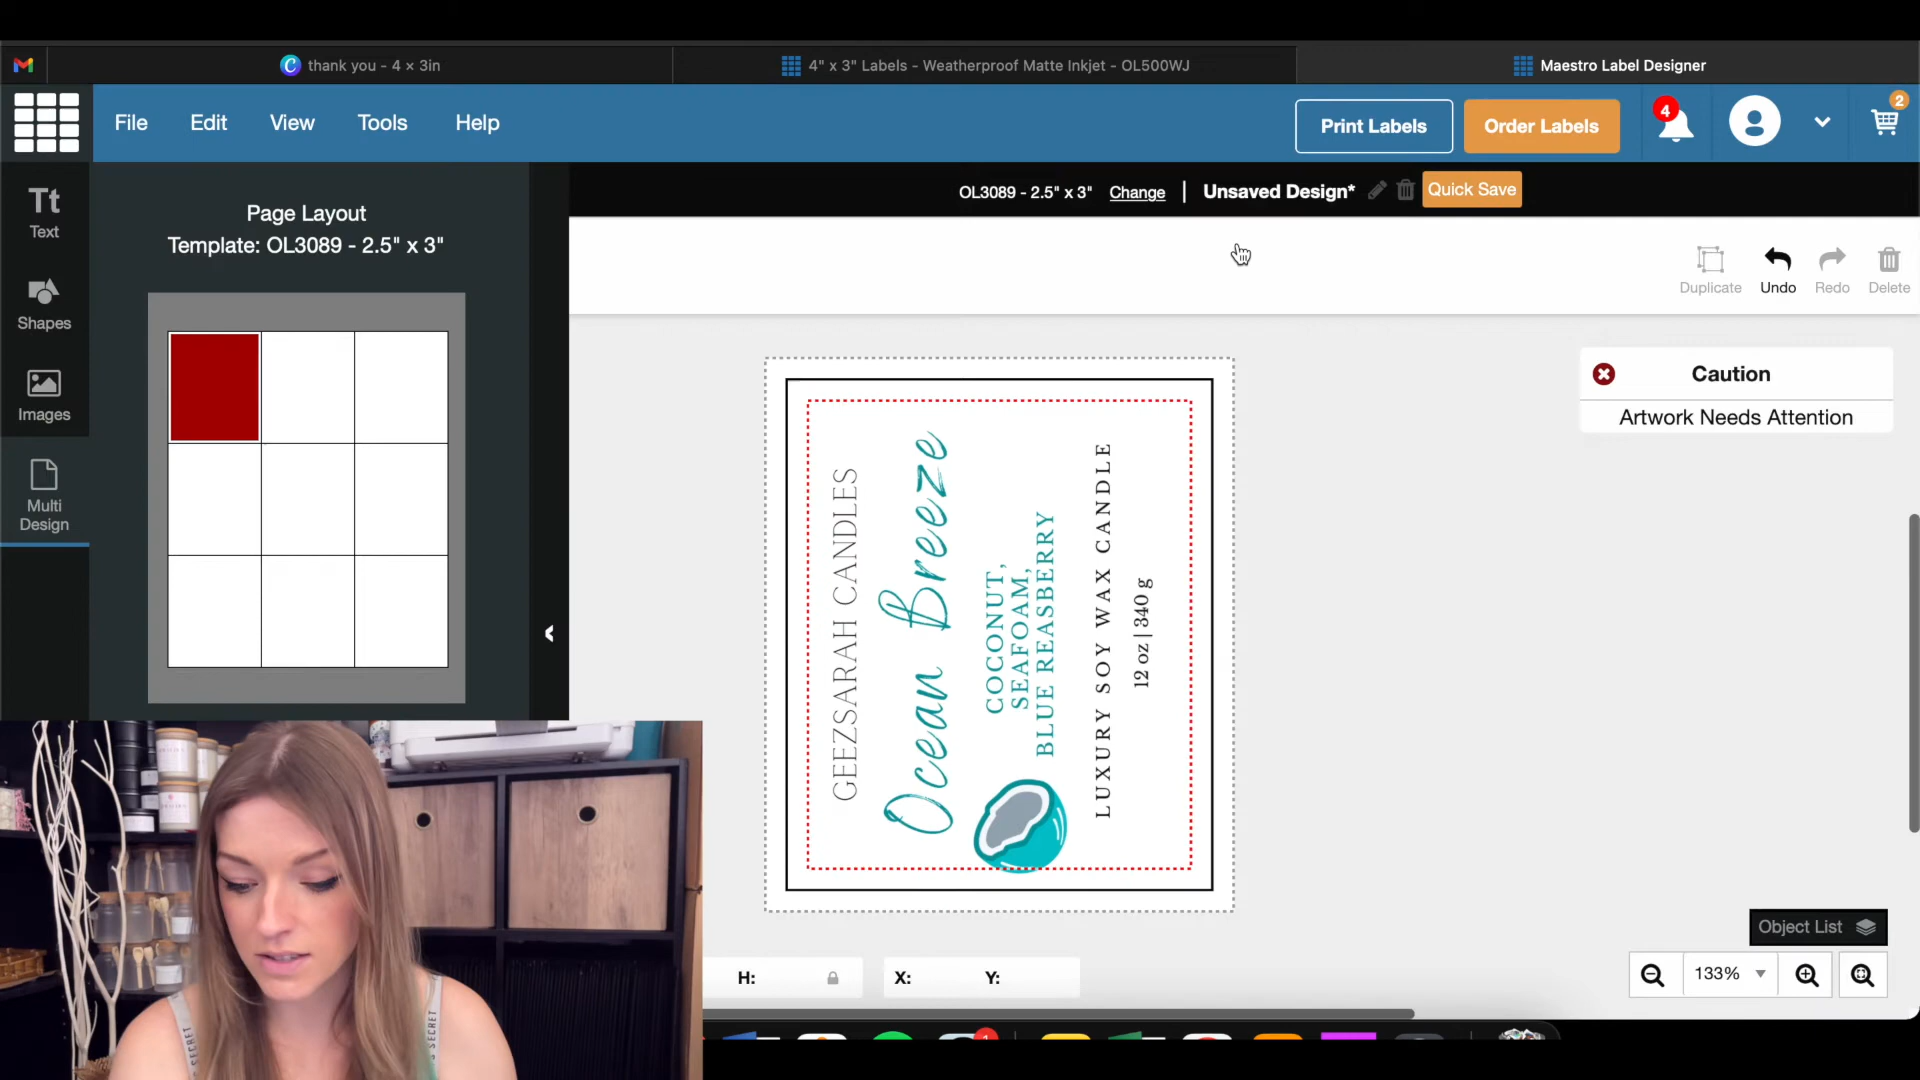 thank you - 4 × 3in
4" x 3" Labels - Weatherproof Matte Inkjet - OL500WJ
Maestro Label Designer
File
Edit
View
Tools
Help
Print Labels
Order Labels
4
2
OL3089 - 2.5" x 3"
Change
|
Unsaved Design*
Quick Save
Tt
Text
Shapes
Images
Multi
Design
Page Layout
Template: OL3089 - 2.5" x 3"
Duplicate
Undo
Redo
Delete
Caution
Artwork Needs Attention
GEEZSARAH CANDLES
Ocean Breeze
COCONUT,
SEAFOAM,
BLUE REASBERRY
LUXURY SOY WAX CANDLE
12 oz | 340 g
Object List
H:
X:
Y:
133%